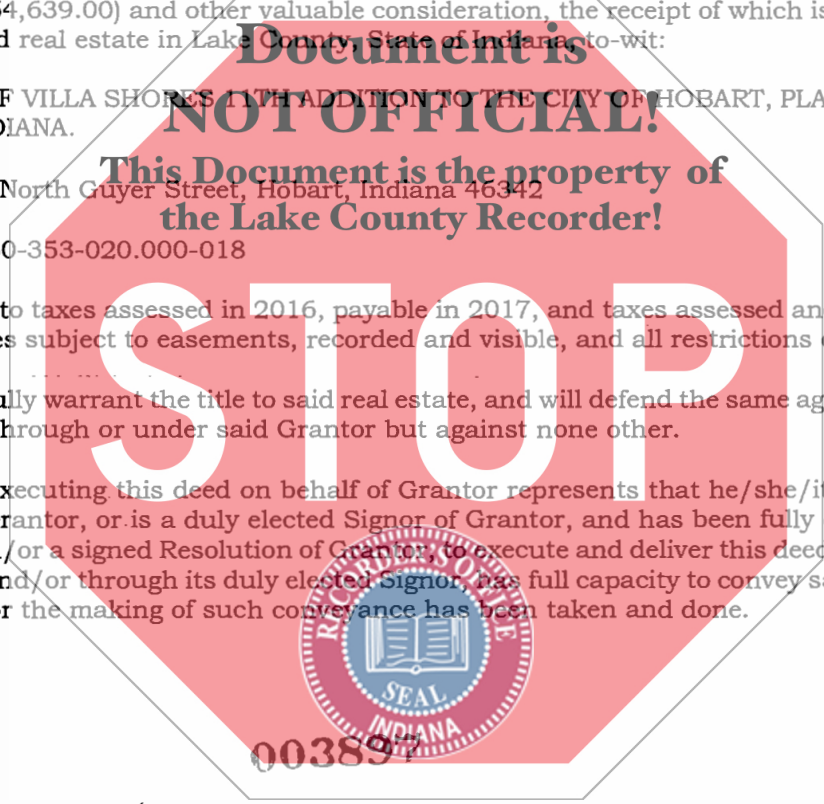 4,639.00) and other valuable consideration, the receipt of which is
d real estate in Lake County, State of Indiana, to-wit:
Document is
F VILLA SHORES 11TH ADDITION TO THE CITY OF HOBART, PLA
NOT OFFICIAL!
DIANA.
This Document is the property of
North Guyer Street, Hobart, Indiana 46342
the Lake County Recorder!
0-353-020.000-018
to taxes assessed in 2016, payable in 2017, and taxes assessed an
s subject to easements, recorded and visible, and all restrictions
STOP
ully warrant the title to said real estate, and will defend the same ag
hrough or under said Grantor but against none other.
xecuting this deed on behalf of Grantor represents that he/she/it
rantor, or is a duly elected Signor of Grantor, and has been fully
/or a signed Resolution of Grantor, to execute and deliver this deed
nd/or through its duly elected Signor, has full capacity to convey sa
r the making of such conveyance has been taken and done.
RECORDER'S OFFICE
SEAL
INDIANA
003897